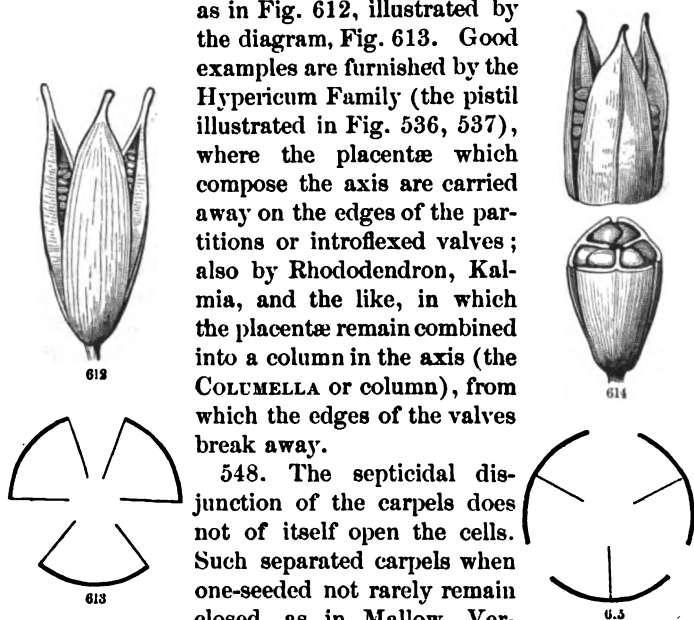 as in Fig. 612, illustrated by
the diagram, Fig. 613. Good
examples are furnished by the
Hypericum Family (the pistil
illustrated in Fig. 536, 537),
where the placentæ which
compose the axis are carried
away on the edges of the par-
titions or introflexed valves;
also by Rhododendron, Kal-
mia, and the like, in which
the placentæ remain combined
into a column in the axis (the
COLUMELLA or column), from
which the edges of the valves
break away.
548. The septicidal dis-
junction of the carpels does
not of itself open the cells.
Such separated carpels when
one-seeded not rarely remain
closed, as in Mallow, Ver-
612
613
614